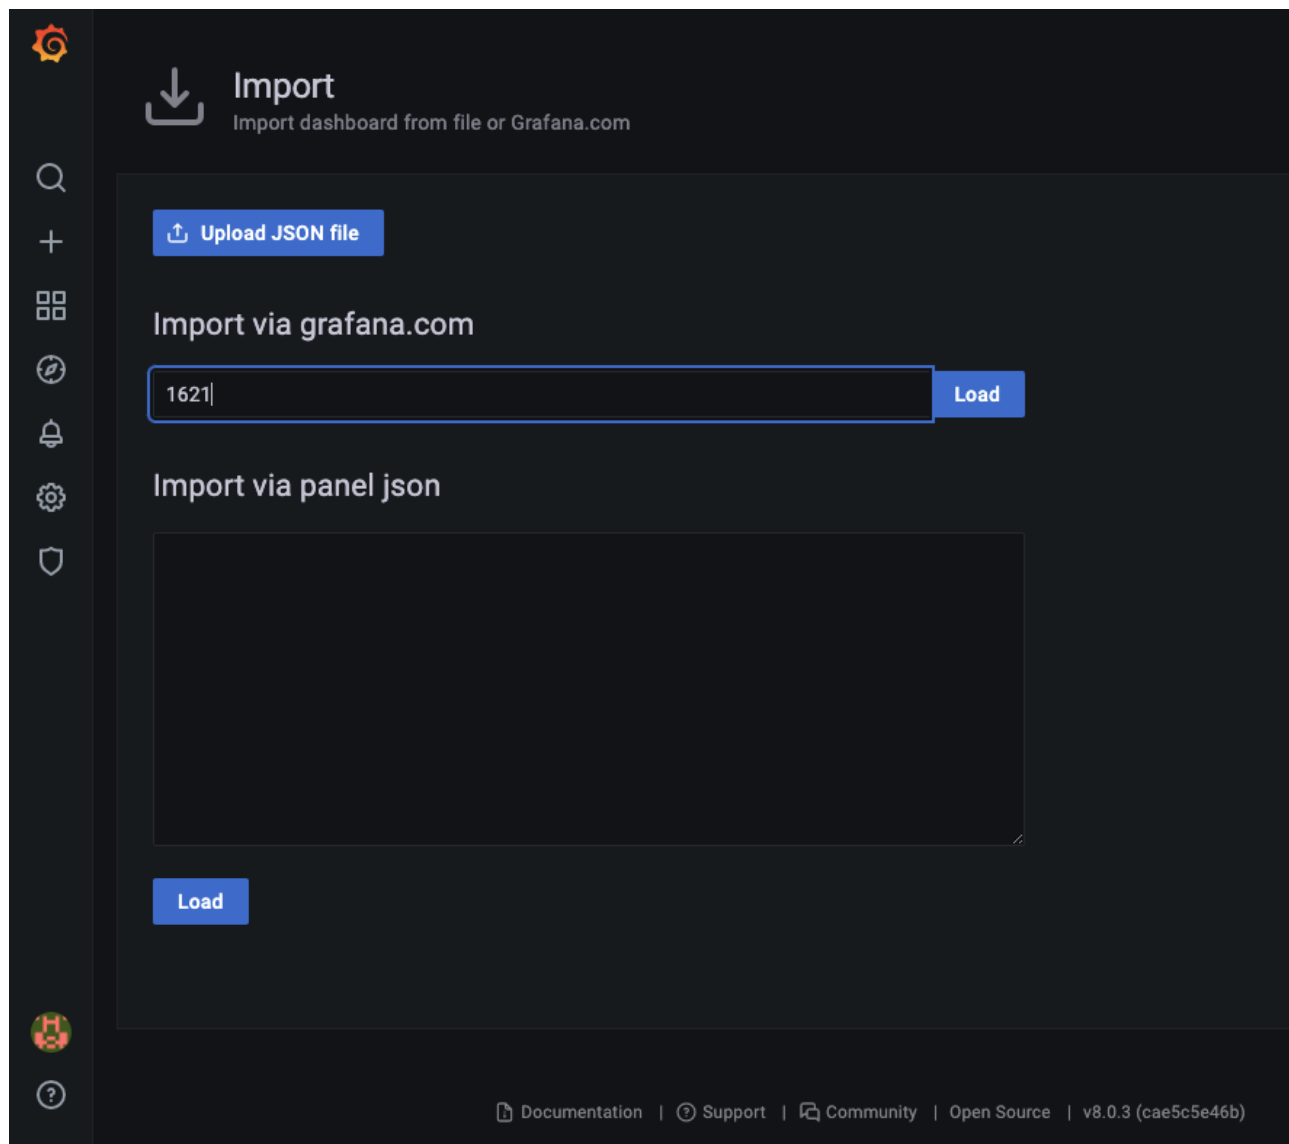 Import
Import dashboard from file or Grafana.com
Upload JSON file
Import via grafana.com
1621
Load
Import via panel json
Load
Documentation | Support | Community | Open Source | v8.0.3 (cae5c5e46b)